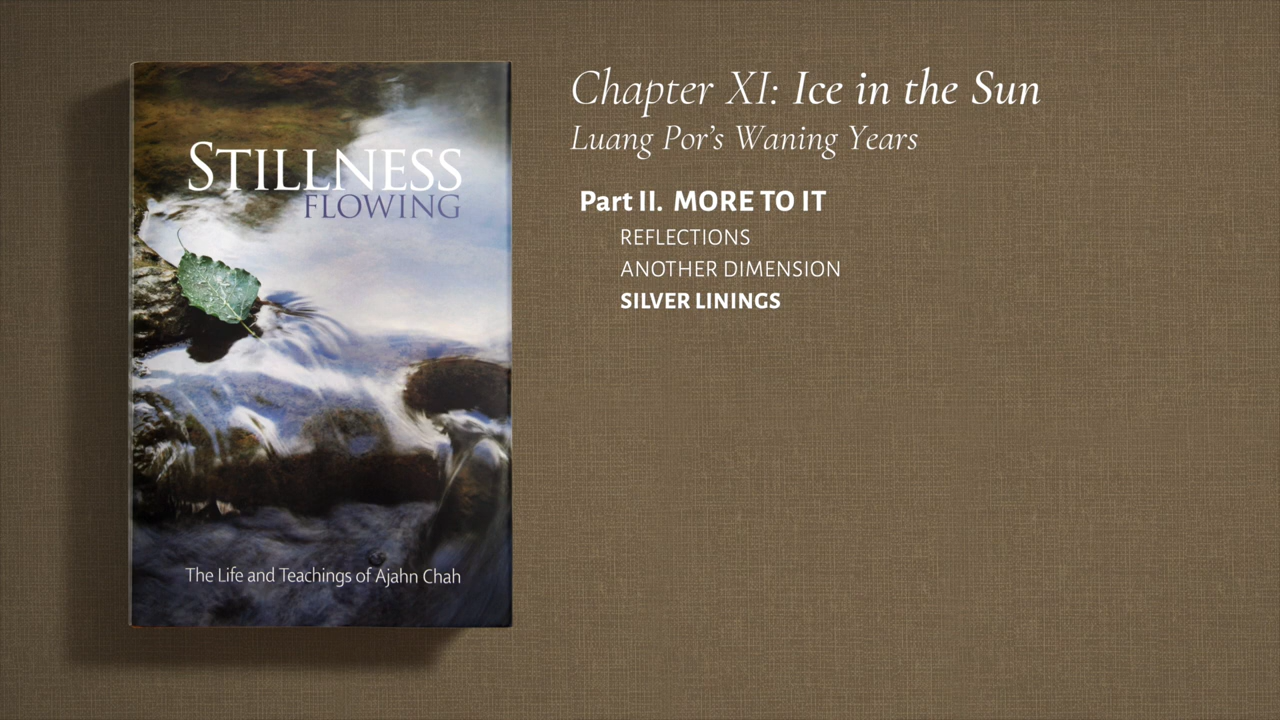 STILLNESS
FLOWING
The Life and Teachings of Ajahn Chah
Chapter XI: Ice in the Sun
Luang Por’s Waning Years
Part II. MORE TO IT
REFLECTIONS
ANOTHER DIMENSION
SILVER LININGS